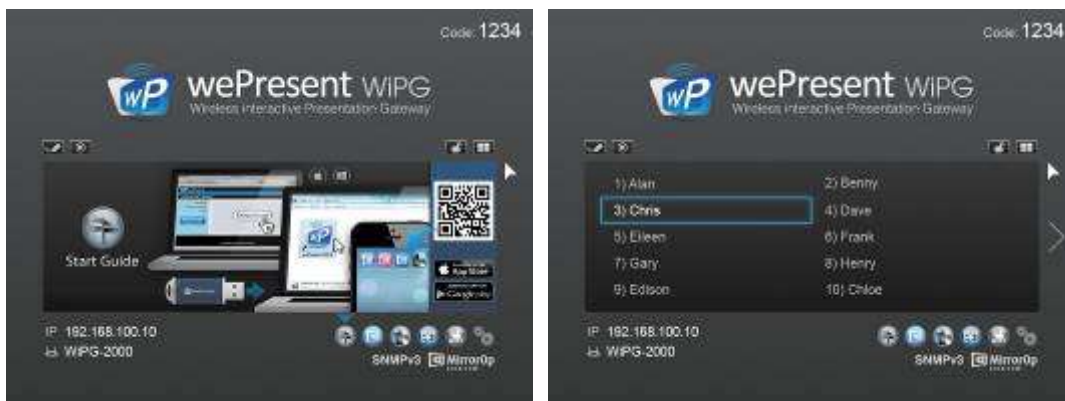 Code: 1234
wP
wePresent WiPG
Wireless Interactive Presentation Gateway
Start Guide
App Store
Google play
IP 192.168.100.10
WiPG-2000
SNMPv3 MirrorOp
Code: 1234
wP
wePresent WiPG
Wireless Interactive Presentation Gateway
1) Alan 2) Benny
3) Chris 4) Dave
5) Eileen 6) Frank
7) Gary 8) Henry
9) Edison 10) Chloe
IP 192.168.100.10
WiPG-2000
SNMPv3 MirrorOp